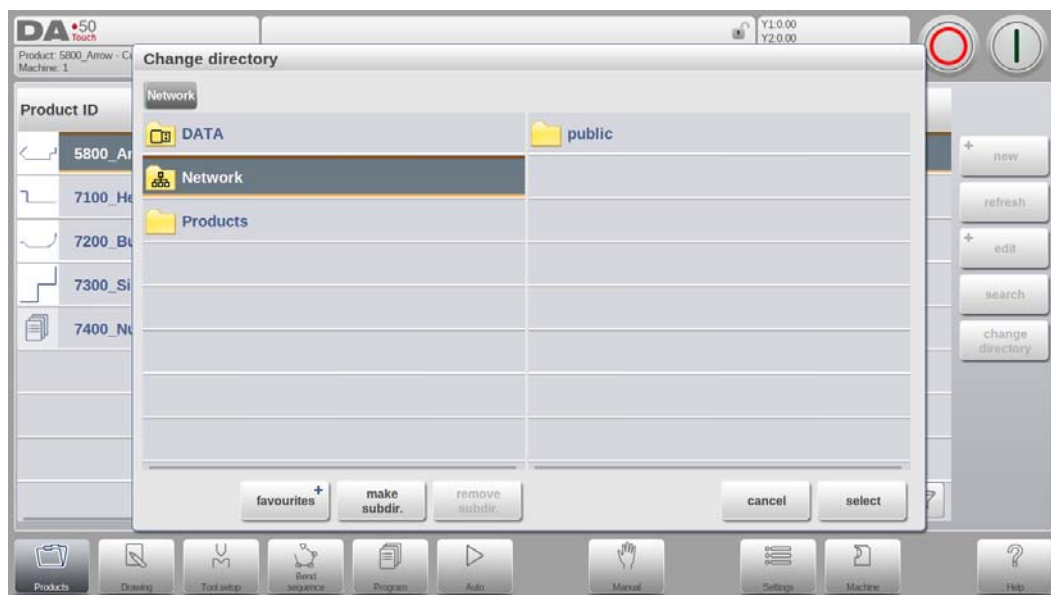 DA•50
Touch
Y1:0.00
Y2:0.00
Product: 5800_Arrow - Co
Machine: 1
Change directory
Network
Product ID
DATA
public
5800_Ar
new
Network
7100_He
refresh
Products
7200_Bu
edit
7300_Si
search
7400_Nu
change
directory
favourites+
make
subdir.
remove
subdir.
cancel
select
Products
Drawing
Tool setup
Bend
sequence
Program
Auto
Manual
Settings
Machine
Help